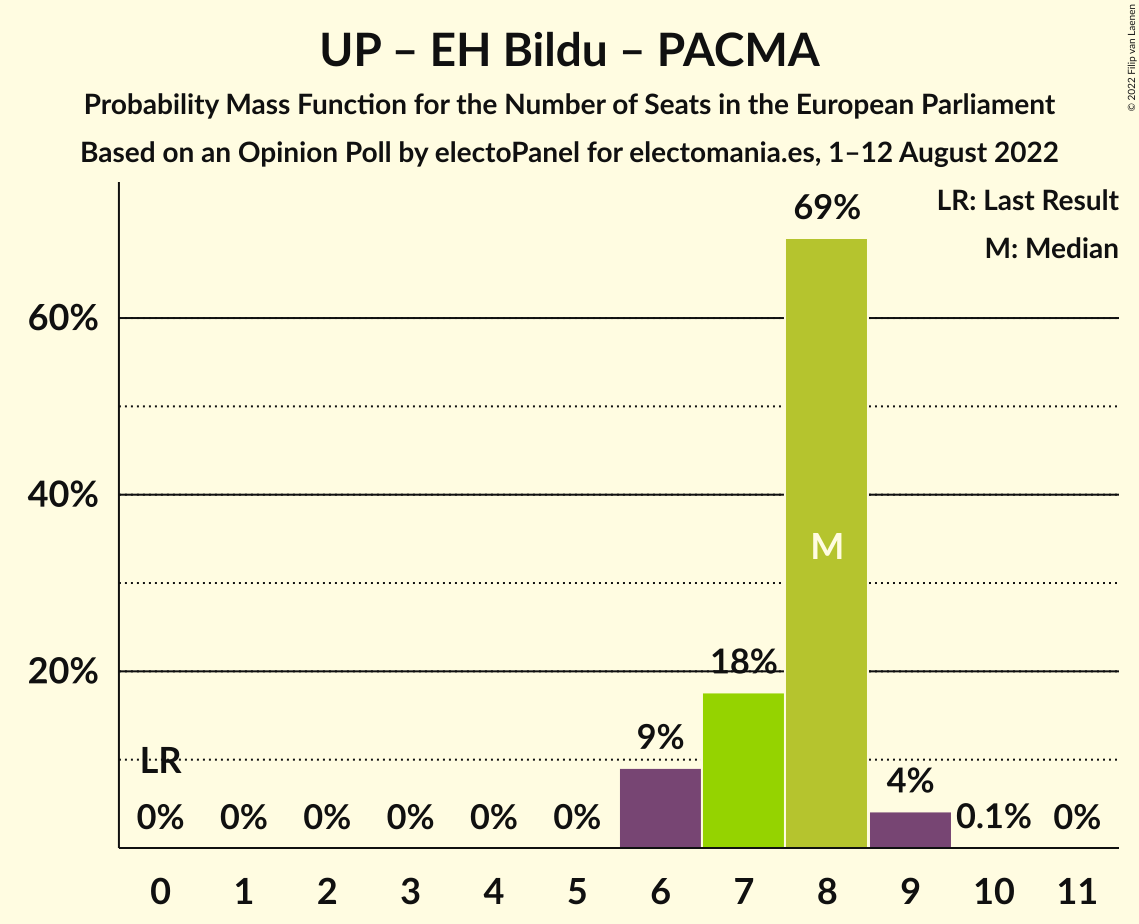 UP – EH Bildu – PACMA
Probability Mass Function for the Number of Seats in the European Parliament
Based on an Opinion Poll by electoPanel for electomania.es, 1–12 August 2022
© 2022 Filip van Laenen
LR: Last Result
M: Median
69%
60%
40%
M
20%
18%
9%
LR
4%
0% 0% 0% 0% 0% 0% 0.1% 0%
0 1 2 3 4 5 6 7 8 9 10 11